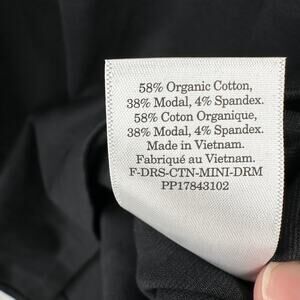 58% Organic Cotton,
38% Modal, 4% Spandex.
58% Coton Organique,
38% Modal, 4% Spandex.
Made in Vietnam.
Fabriqué au Vietnam.
F-DRS-CTN-MINI-DRM
PP17843102